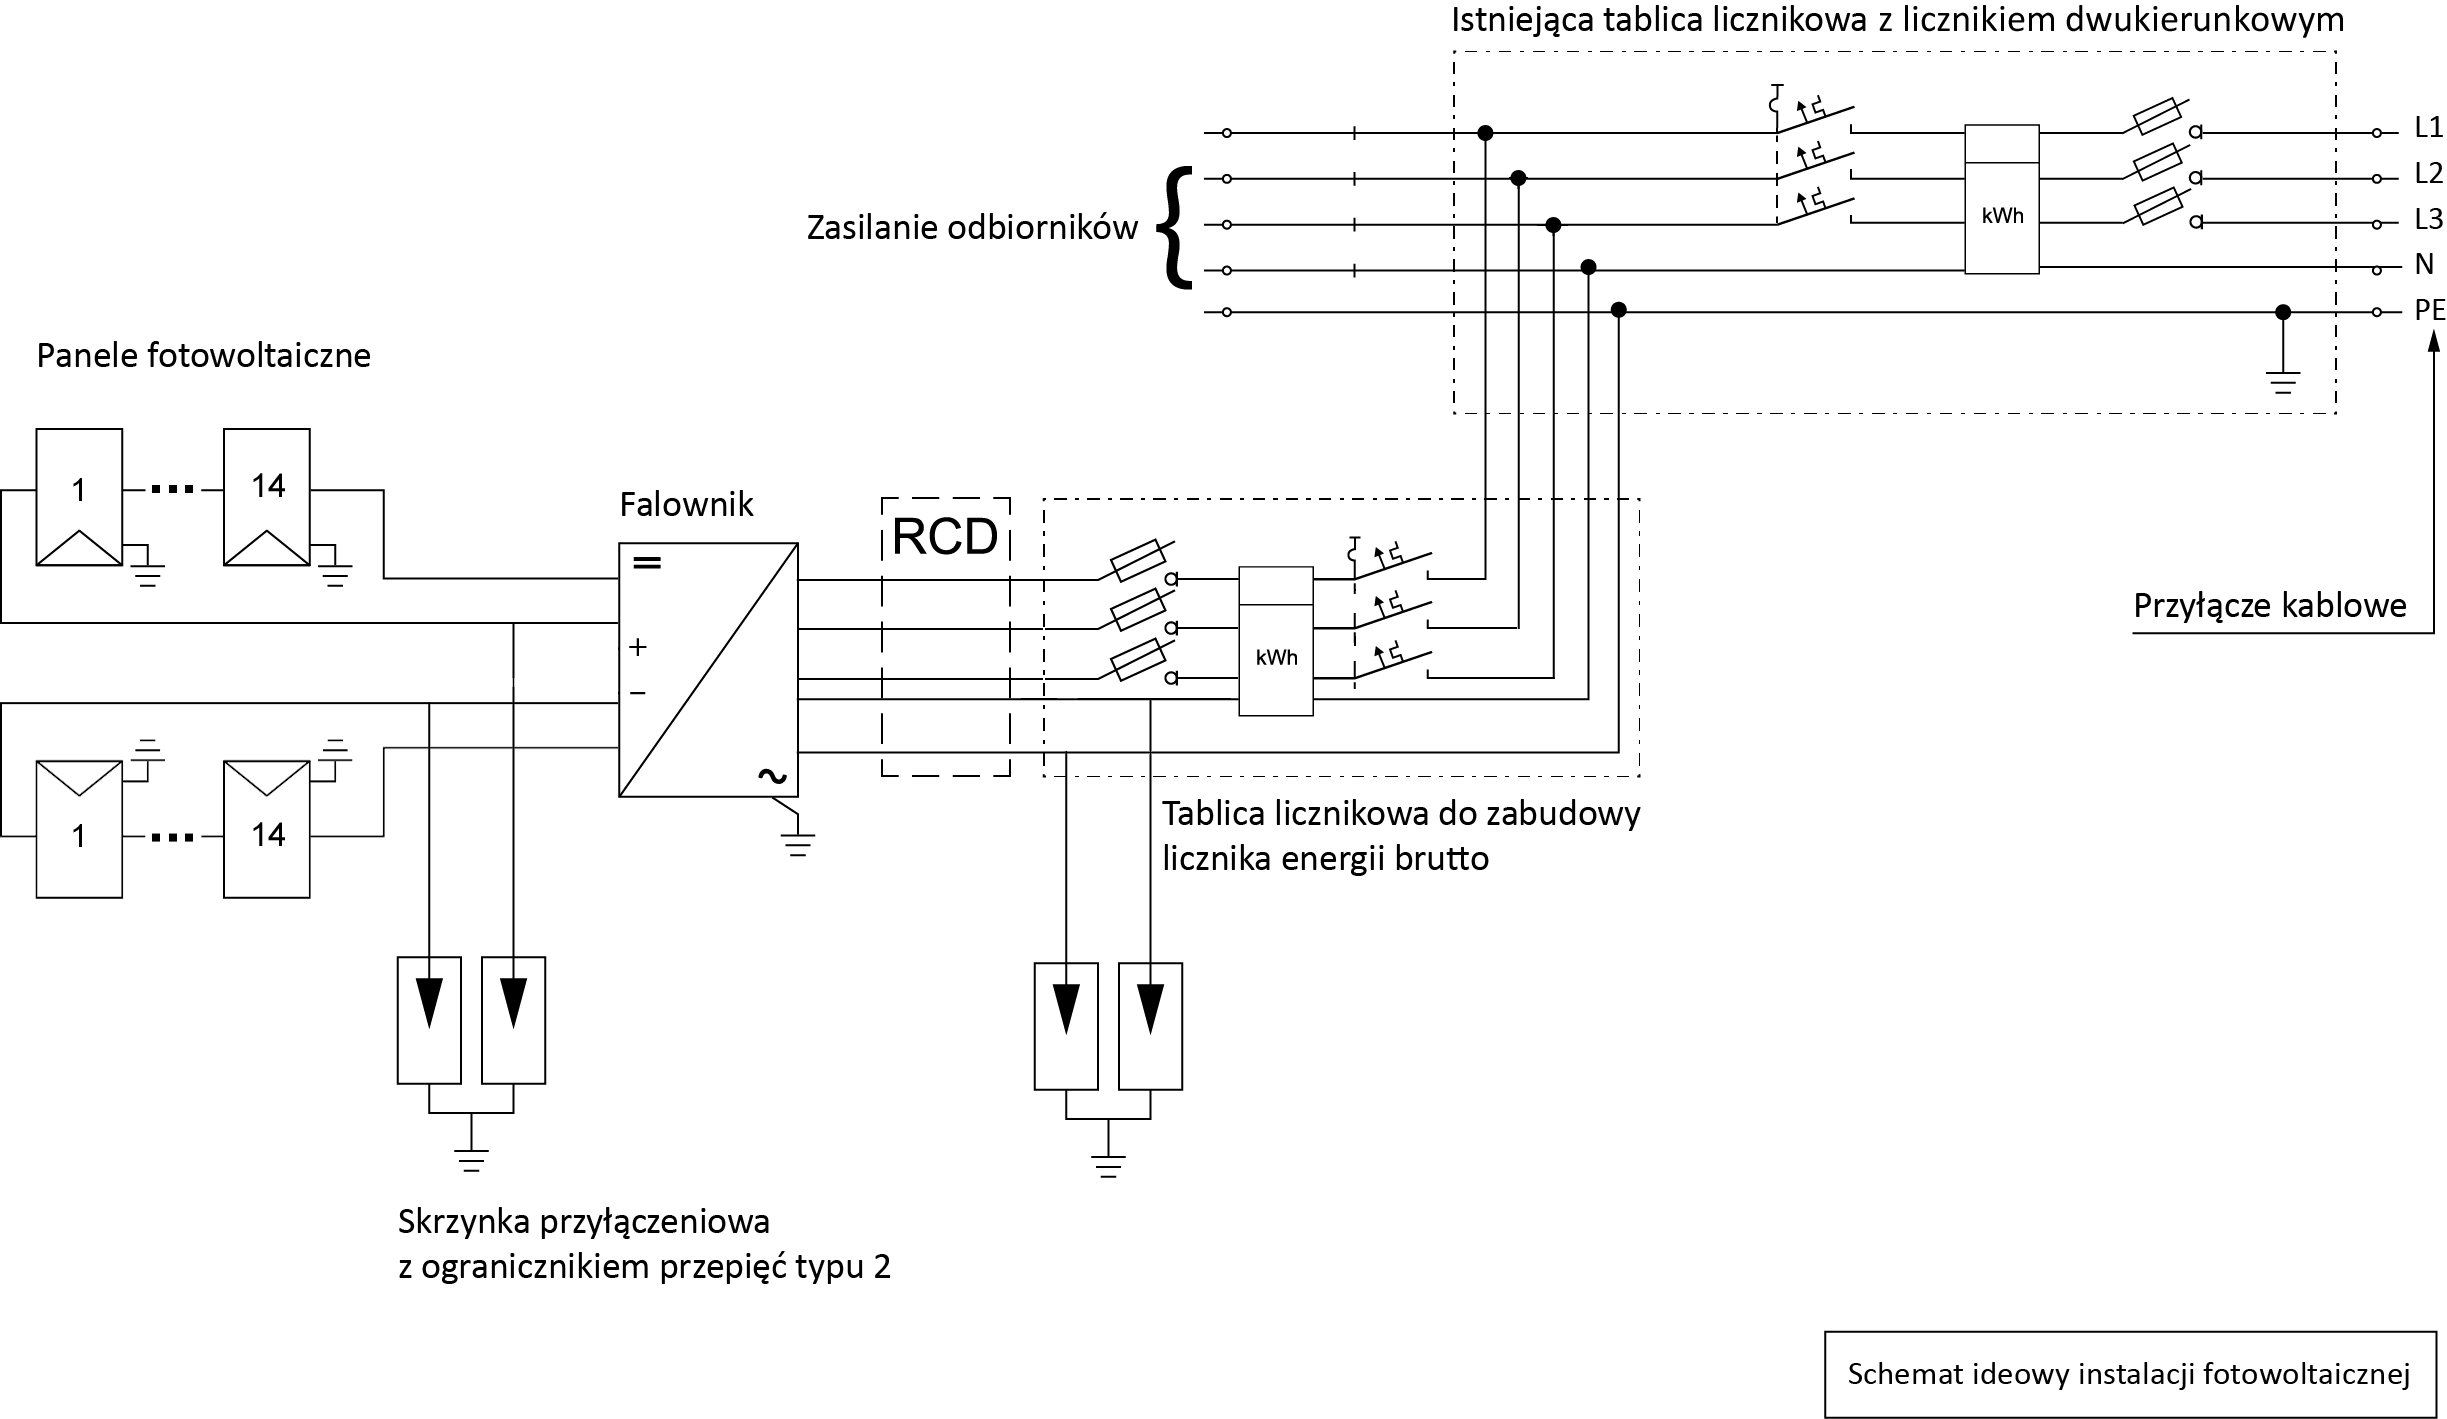 Istniejąca tablica licznikowa z licznikiem dwukierunkowym
L1
L2
Zasilanie odbiorników
kWh
L3
N
PE
Panele fotowoltaiczne
1
14
Falownik
RCD
Przyłącze kablowe
=
+
kWh
−
~
1
14
Tablica licznikowa do zabudowy
licznika energii brutto
Skrzynka przyłączeniowa
z ogranicznikiem przepięć typu 2
Schemat ideowy instalacji fotowoltaicznej